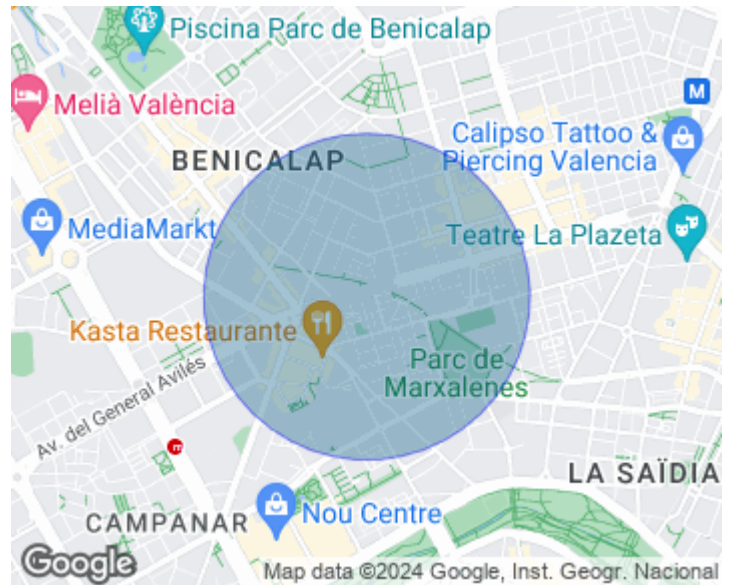 Piscina Parc de Benicalap
Melià València
M
Calipso Tattoo &
Piercing Valencia
BENICALAP
MediaMarkt
Teatre La Plazeta
Kasta Restaurante
Parc de
Marxalenes
Av. del General Avilés
m
LA SAÏDIA
CAMPANAR
Nou Centre
Google
Map data ©2024 Google, Inst. Geogr. Nacional